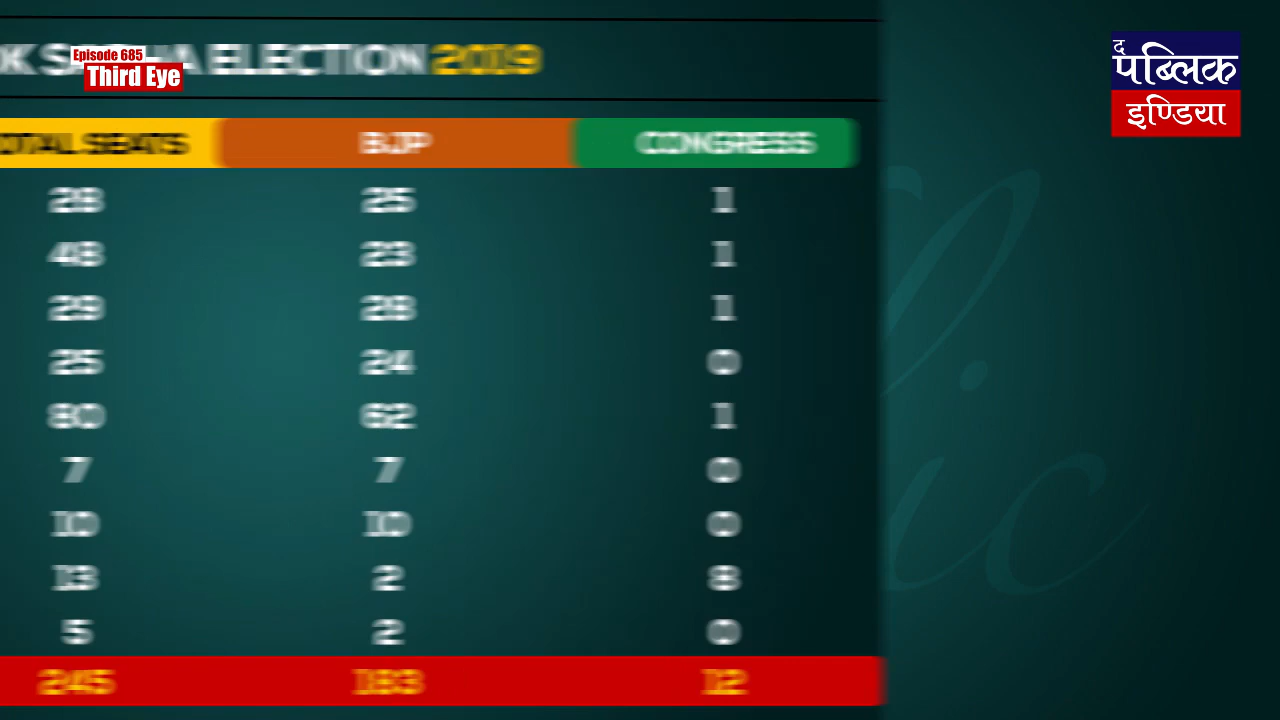 Episode 685
Third Eye
ELECTION 2019
द
पब्लिक
इण्डिया
OTAL SEATS BJP CONGRESS
28 25 1
48 23 1
29 28 1
25 24 0
80 62 1
7 7 0
10 10 0
13 2 8
5 2 0
245 183 12